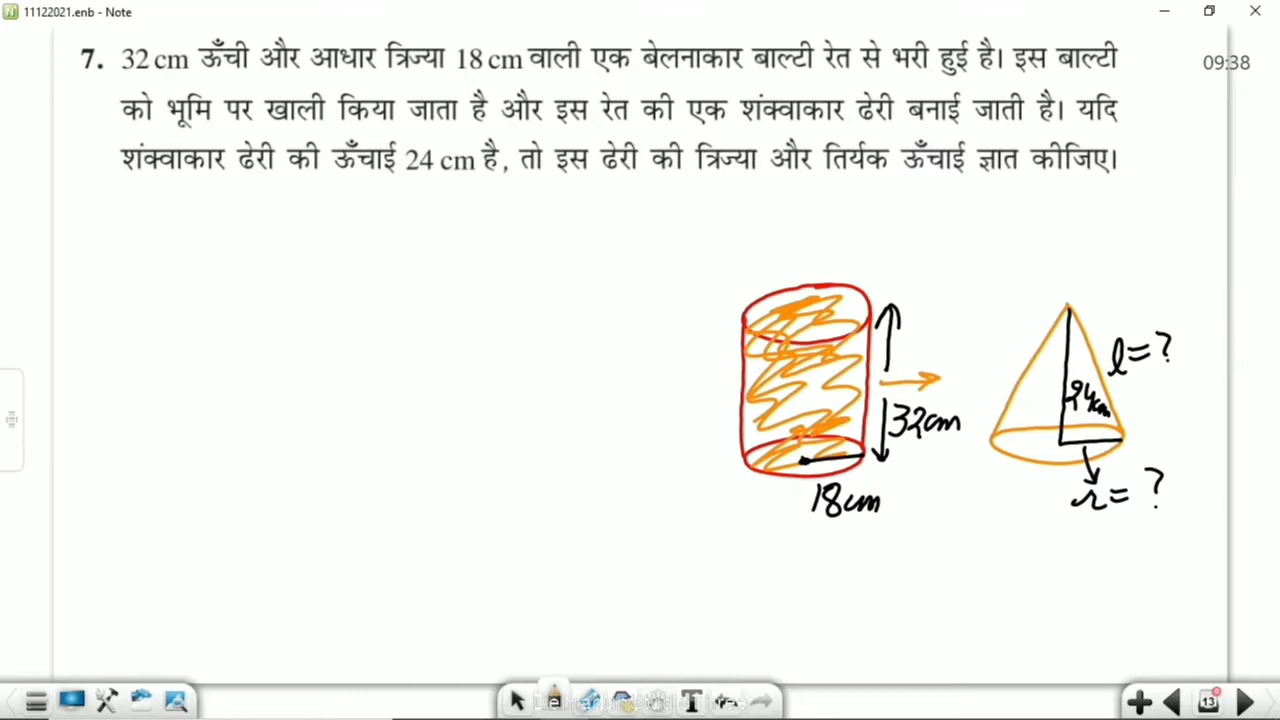 11122021.enb - Note
09:38
7. 32 cm ऊँची और आधार त्रिज्या 18 cm वाली एक बेलनाकार बाल्टी रेत से भरी हुई है। इस बाल्टी
को भूमि पर खाली किया जाता है और इस रेत की एक शंक्वाकार ढेरी बनाई जाती है। यदि
शंक्वाकार ढेरी की ऊँचाई 24 cm है, तो इस ढेरी की त्रिज्या और तिर्यक ऊँचाई ज्ञात कीजिए।
l=?
24cm
32cm
18cm
r= ?
T
13